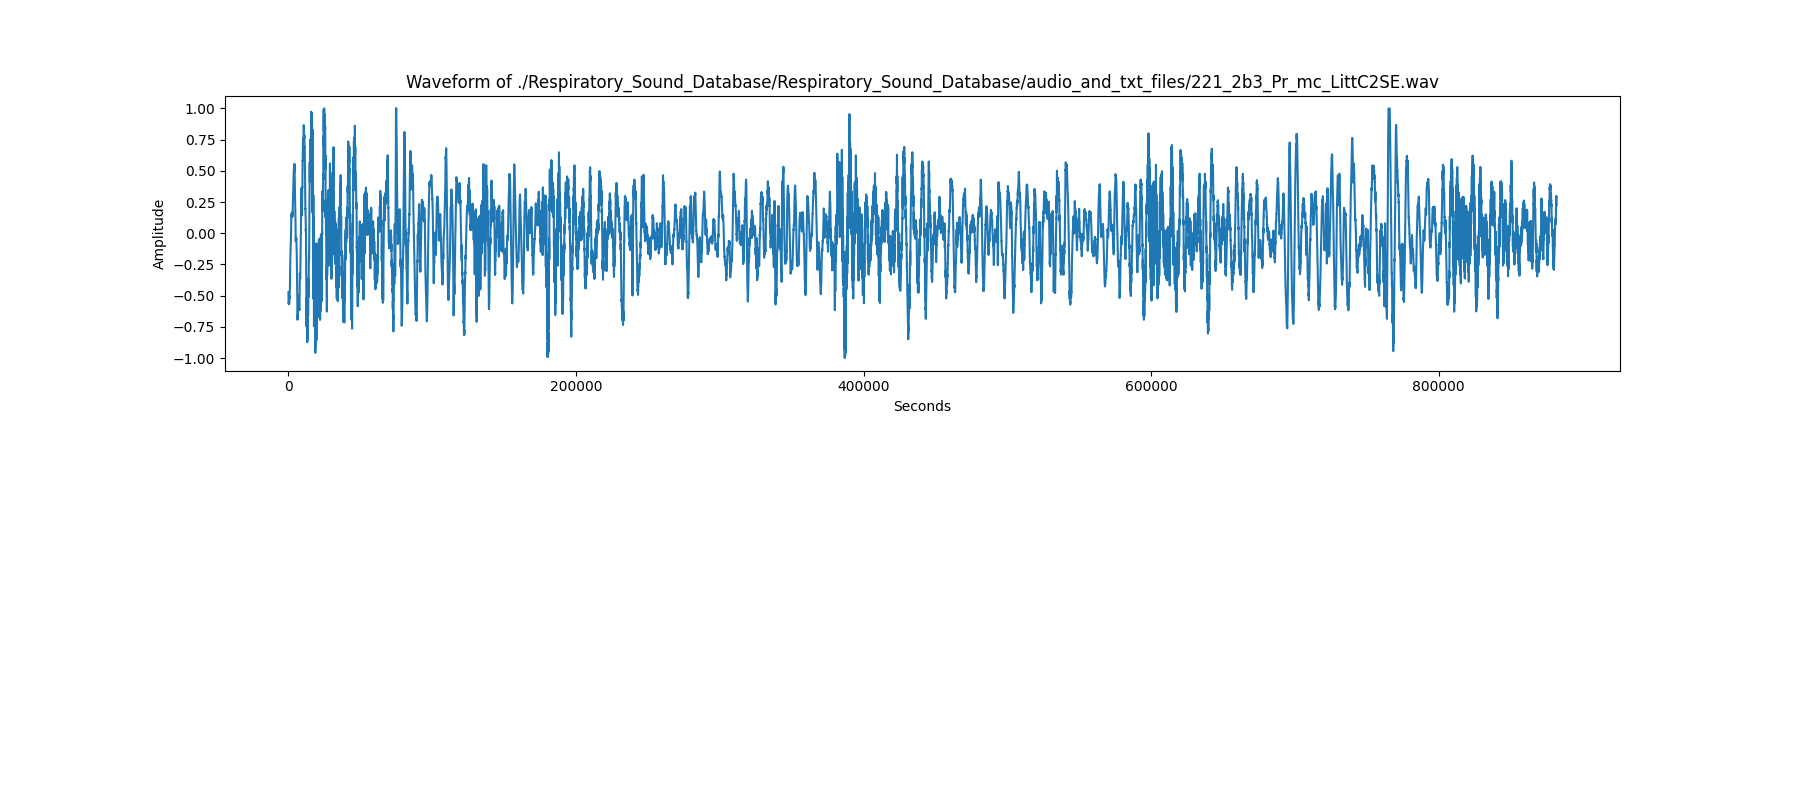 Waveform of ./Respiratory_Sound_Database/Respiratory_Sound_Database/audio_and_txt_files/221_2b3_Pr_mc_LittC2SE.wav
1.00
0.75
0.50
0.25
0.00
−0.25
−0.50
−0.75
−1.00
Amplitude
0 200000 400000 600000 800000
Seconds